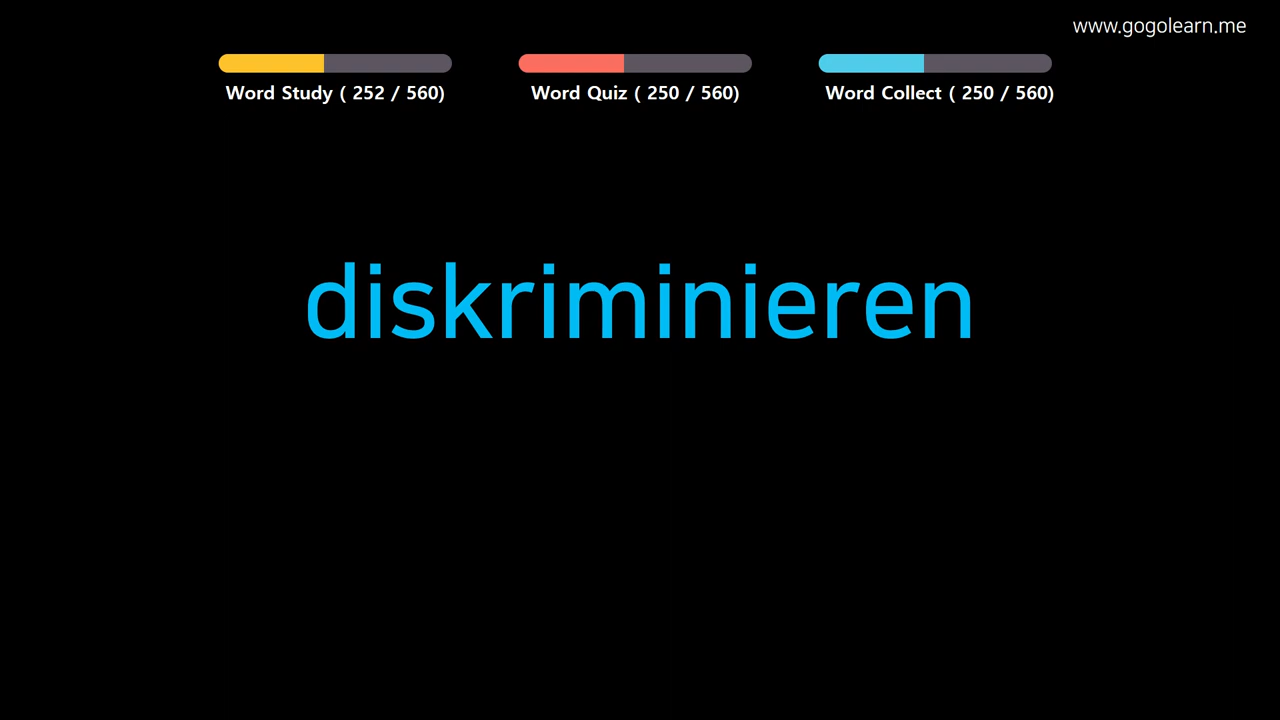 www.gogolearn.me
Word Study ( 252 / 560)
Word Quiz ( 250 / 560)
Word Collect ( 250 / 560)
diskriminieren